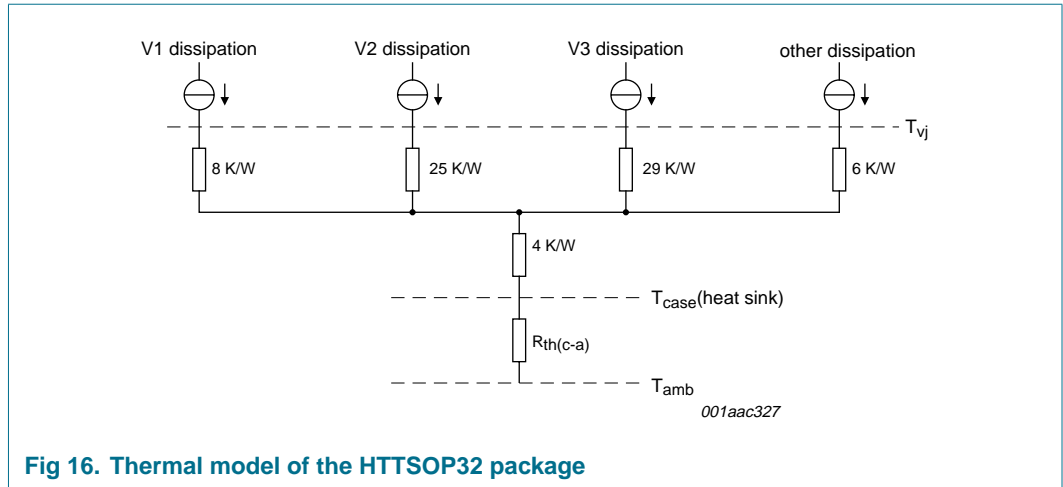 V1 dissipation
V2 dissipation
V3 dissipation
other dissipation
Tvj
8 K/W
25 K/W
29 K/W
6 K/W
4 K/W
Tcase(heat sink)
Rth(c-a)
Tamb
001aac327
Fig 16. Thermal model of the HTTSOP32 package